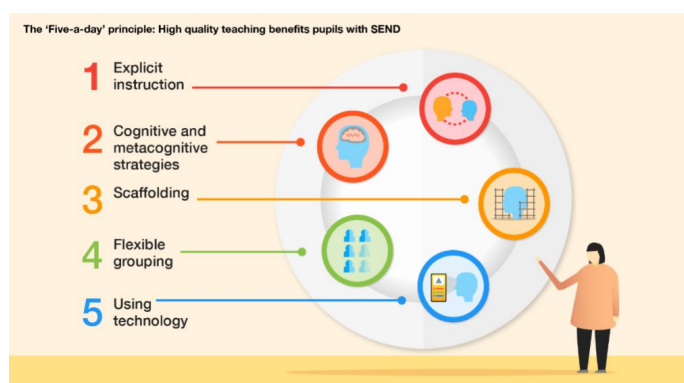 The ‘Five-a-day’ principle: High quality teaching benefits pupils with SEND
1
Explicit
instruction
2
Cognitive and
metacognitive
strategies
3
Scaffolding
4
Flexible
grouping
5
Using
technology